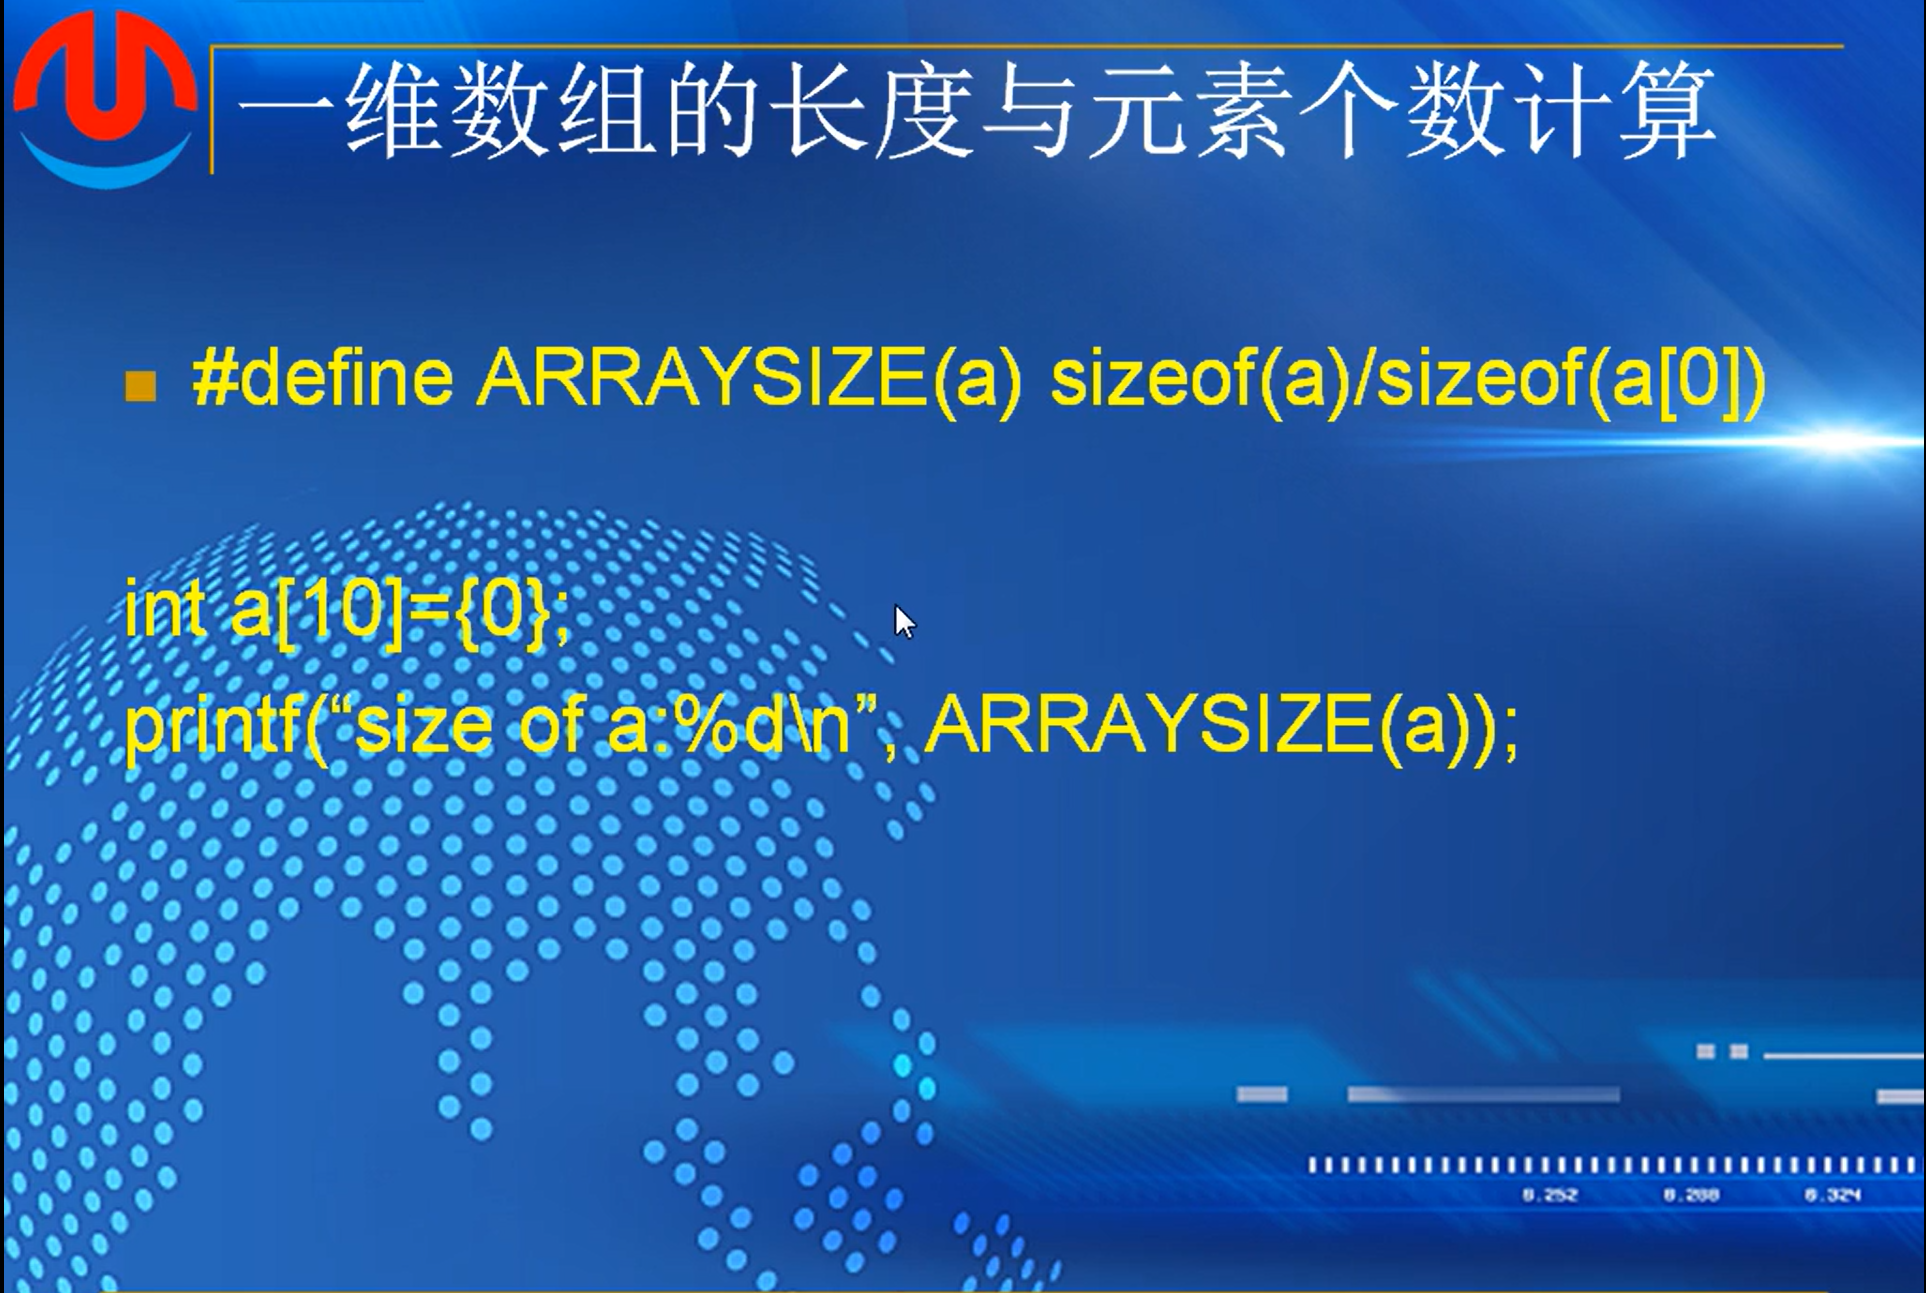 一维数组的长度与元素个数计算
#define ARRAYSIZE(a) sizeof(a)/sizeof(a[0])
int a[10]={0};
printf(“size of a:%d\n”, ARRAYSIZE(a));
0.252 0.288 0.324